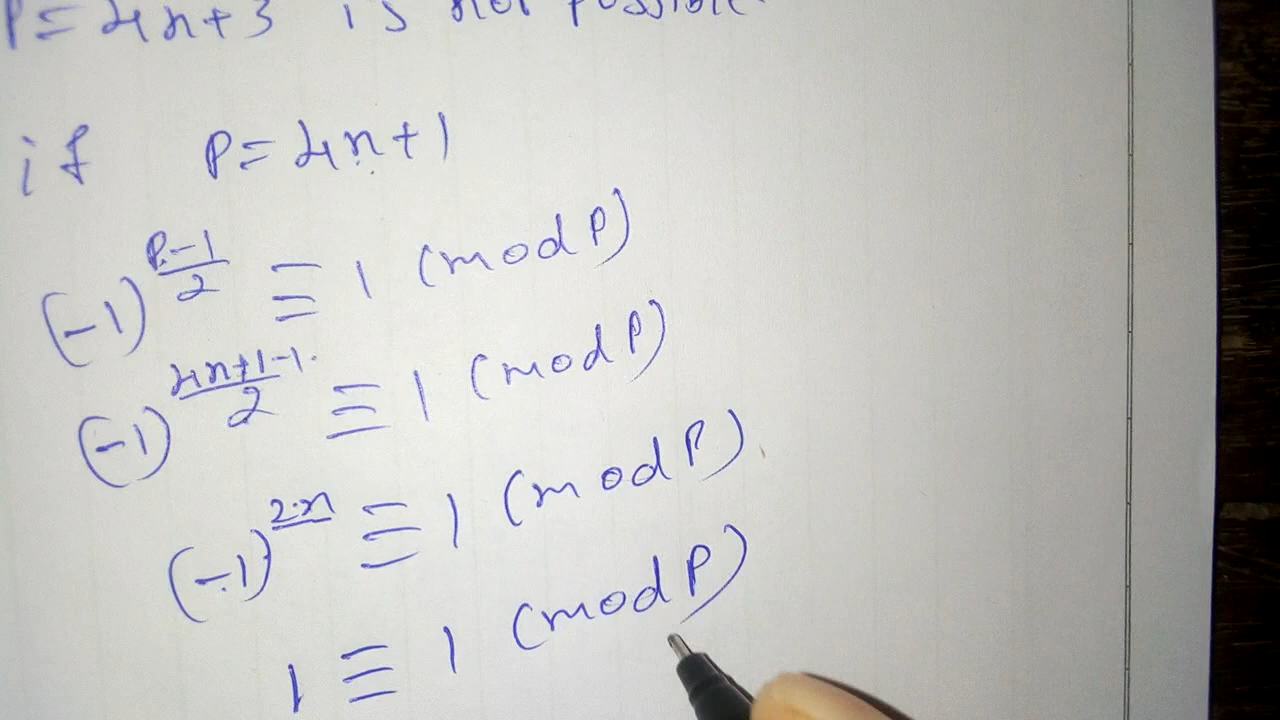 P = 4n + 3 is not possible.
if P = 4n + 1
(-1)^((P-1)/2) ≡ 1 (mod P)
(-1)^((4n+1-1)/2) ≡ 1 (mod P)
(-1)^(2·n) ≡ 1 (mod P)
1 ≡ 1 (mod P)